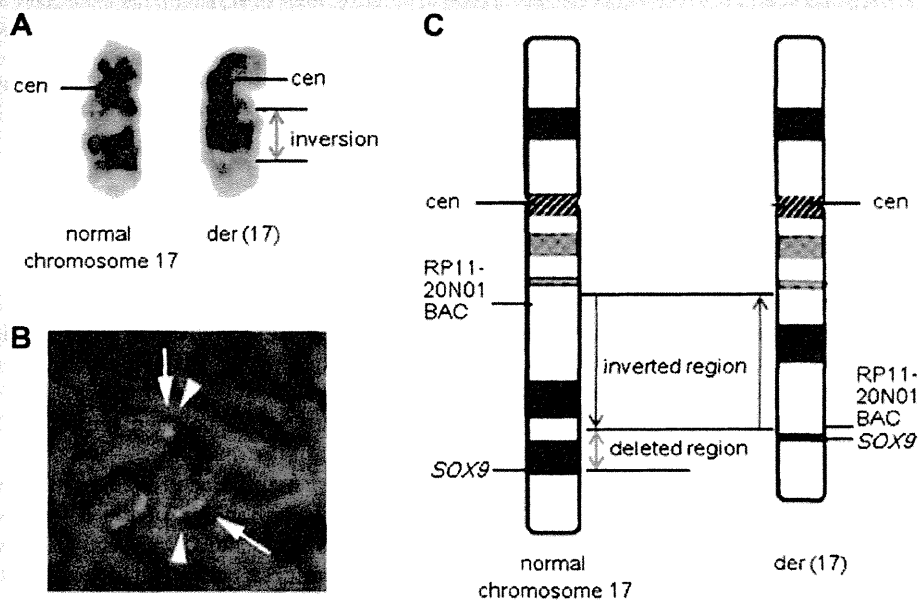 A
cen
cen
inversion
normal
chromosome 17
der (17)
B
C
cen
cen
RP11-
20N01
BAC
inverted region
RP11-
20N01
BAC
SOX9
deleted region
SOX9
normal
chromosome 17
der (17)